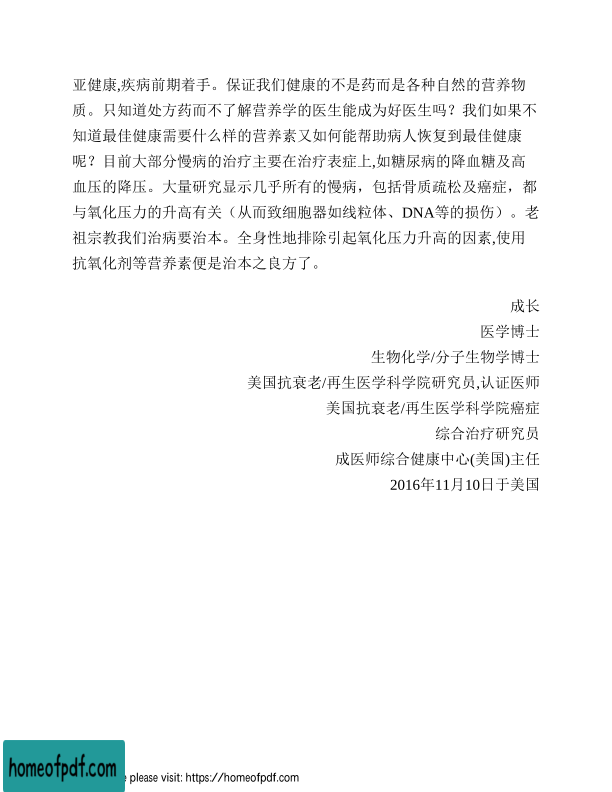 亚健康,疾病前期着手。保证我们健康的不是药而是各种自然的营养物
质。只知道处方药而不了解营养学的医生能成为好医生吗？我们如果不
知道最佳健康需要什么样的营养素又如何能帮助病人恢复到最佳健康
呢？目前大部分慢病的治疗主要在治疗表症上,如糖尿病的降血糖及高
血压的降压。大量研究显示几乎所有的慢病，包括骨质疏松及癌症，都
与氧化压力的升高有关（从而致细胞器如线粒体、DNA等的损伤）。老
祖宗教我们治病要治本。全身性地排除引起氧化压力升高的因素,使用
抗氧化剂等营养素便是治本之良方了。
成长
医学博士
生物化学/分子生物学博士
美国抗衰老/再生医学科学院研究员,认证医师
美国抗衰老/再生医学科学院癌症
综合治疗研究员
成医师综合健康中心(美国)主任
2016年11月10日于美国
homeofpdf.com
please visit: https://homeofpdf.com